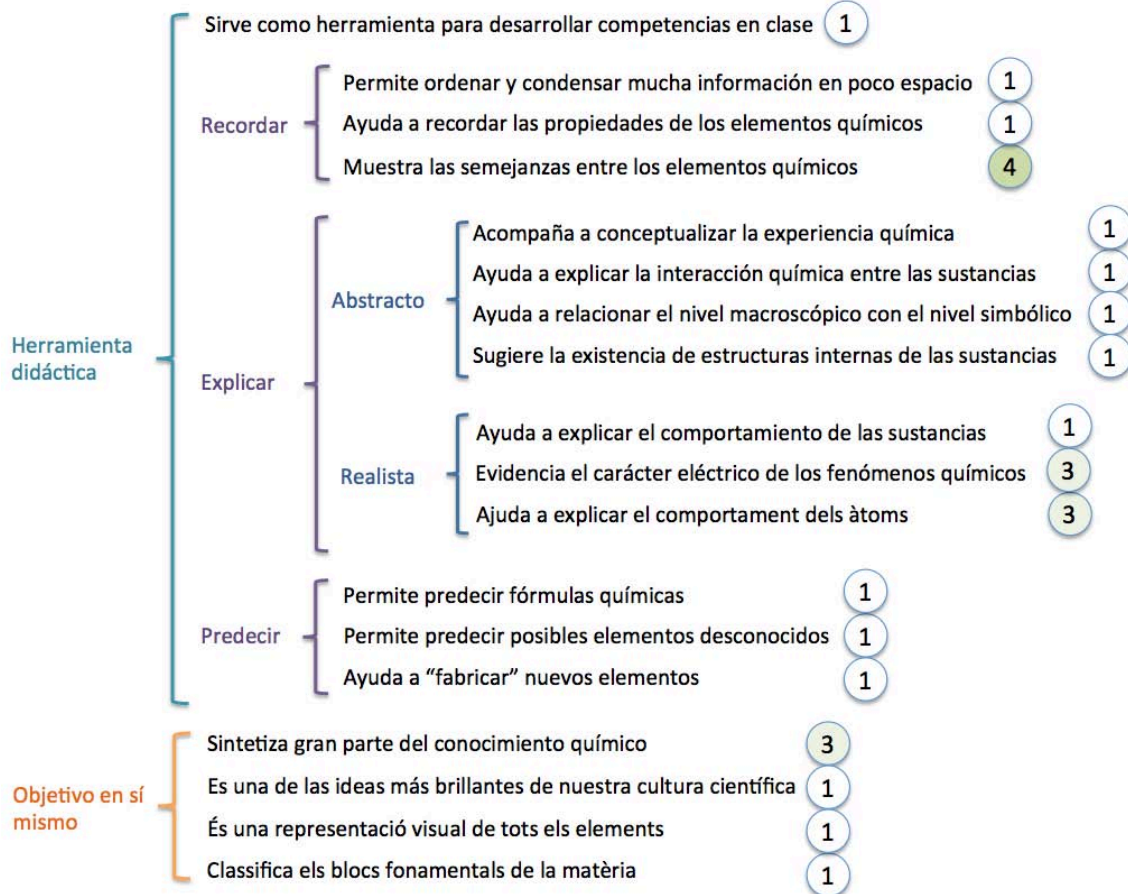 Sirve como herramienta para desarrollar competencias en clase 1
Permite ordenar y condensar mucha información en poco espacio 1
Recordar
Ayuda a recordar las propiedades de los elementos químicos 1
Muestra las semejanzas entre los elementos químicos 4
Acompaña a conceptualizar la experiencia química 1
Ayuda a explicar la interacción química entre las sustancias 1
Abstracto
Ayuda a relacionar el nivel macroscópico con el nivel simbólico 1
Sugiere la existencia de estructuras internas de las sustancias 1
Herramienta
didáctica
Explicar
Ayuda a explicar el comportamiento de las sustancias 1
Realista
Evidencia el carácter eléctrico de los fenómenos químicos 3
Ajuda a explicar el comportament dels àtoms 3
Permite predecir fórmulas químicas 1
Predecir
Permite predecir posibles elementos desconocidos 1
Ayuda a “fabricar” nuevos elementos 1
Sintetiza gran parte del conocimiento químico 3
Es una de las ideas más brillantes de nuestra cultura científica 1
Objetivo en sí
mismo
És una representació visual de tots els elements 1
Classifica els blocs fonamentals de la matèria 1